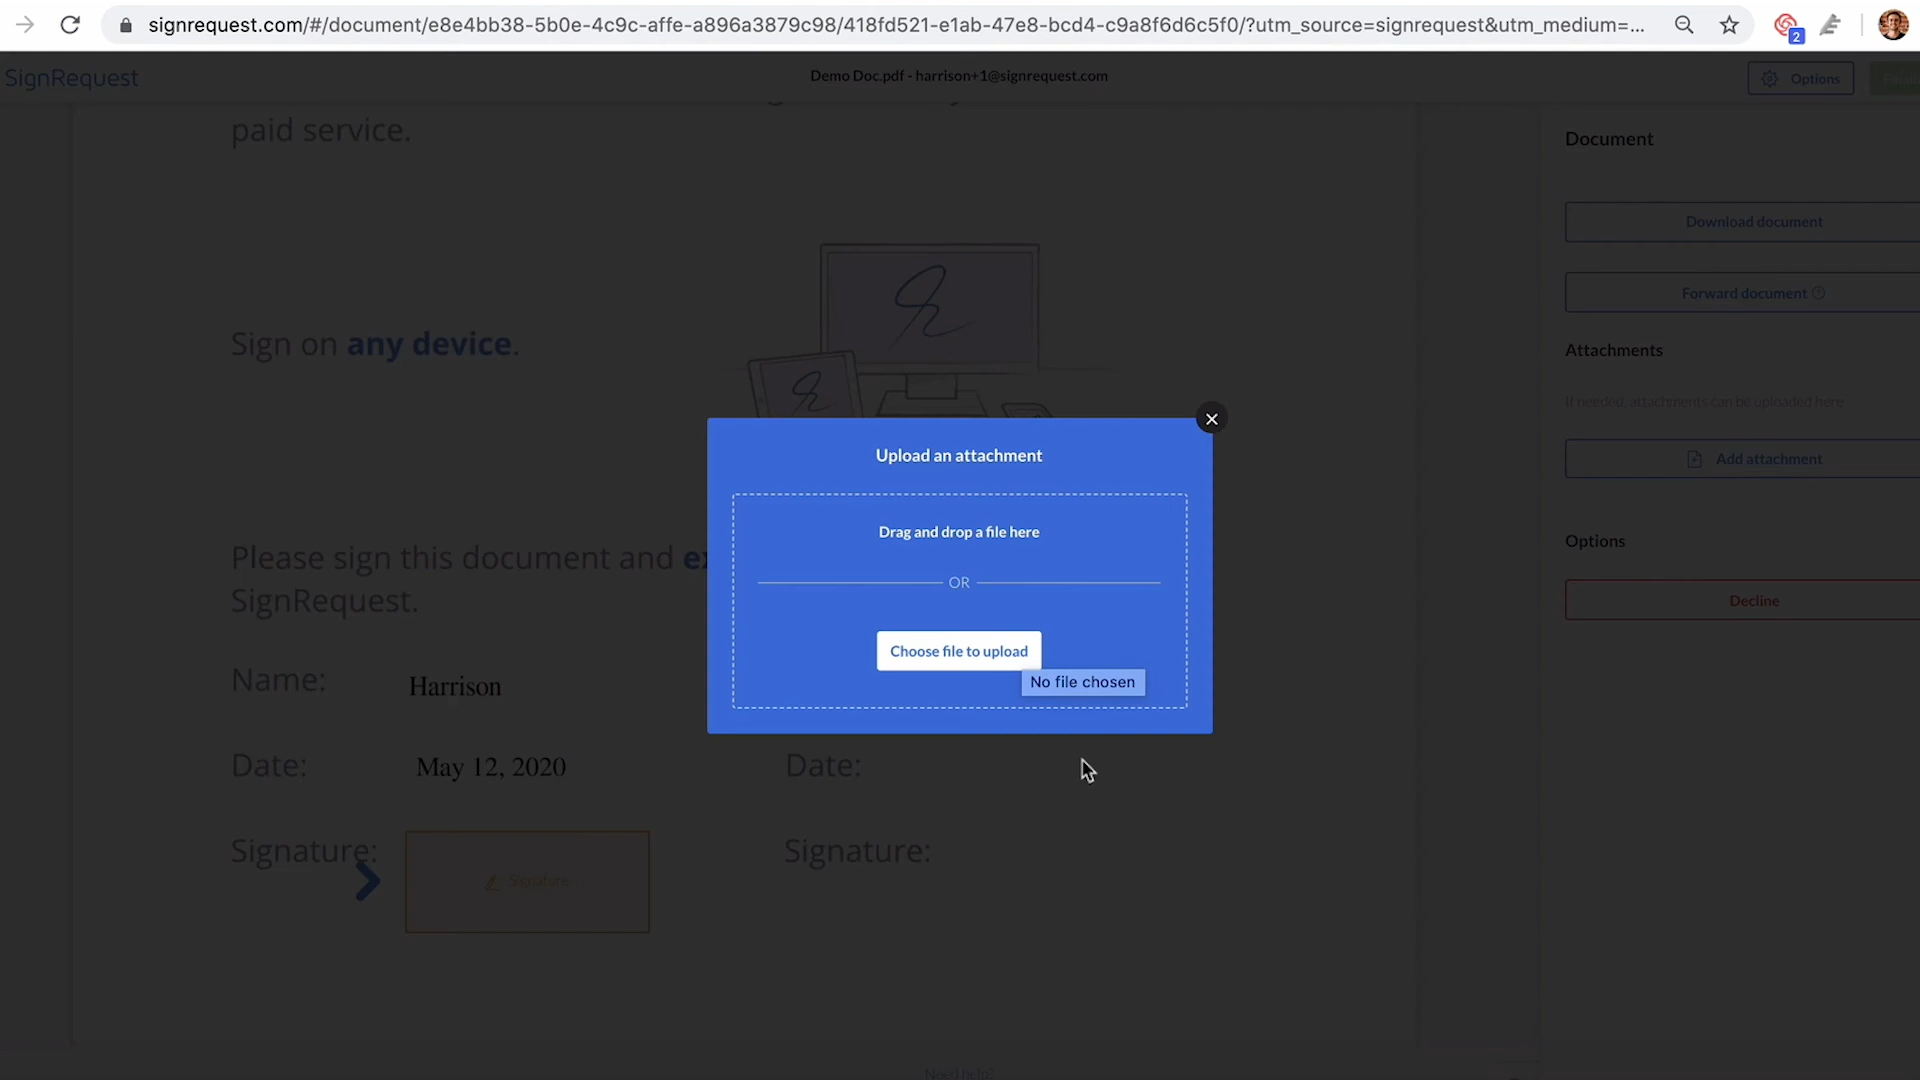 signrequest.com/#/document/e8e4bb38-5b0e-4c9c-affe-a896a3879c98/418fd521-e1ab-47e8-bcd4-c9a8f6d6c5f0/?utm_source=signrequest&utm_medium=...
2
SignRequest
Demo Doc.pdf - harrison+1@signrequest.com
Options
paid service.
Document
Download document
Forward document
Sign on any device.
Attachments
If needed, attachments can be uploaded here
Add attachment
Upload an attachment
Drag and drop a file here
OR
Choose file to upload
No file chosen
Options
Decline
Please sign this document and
SignRequest.
Name: Harrison
Date: May 12, 2020
Date:
Signature:
Signature
Signature:
Need help?